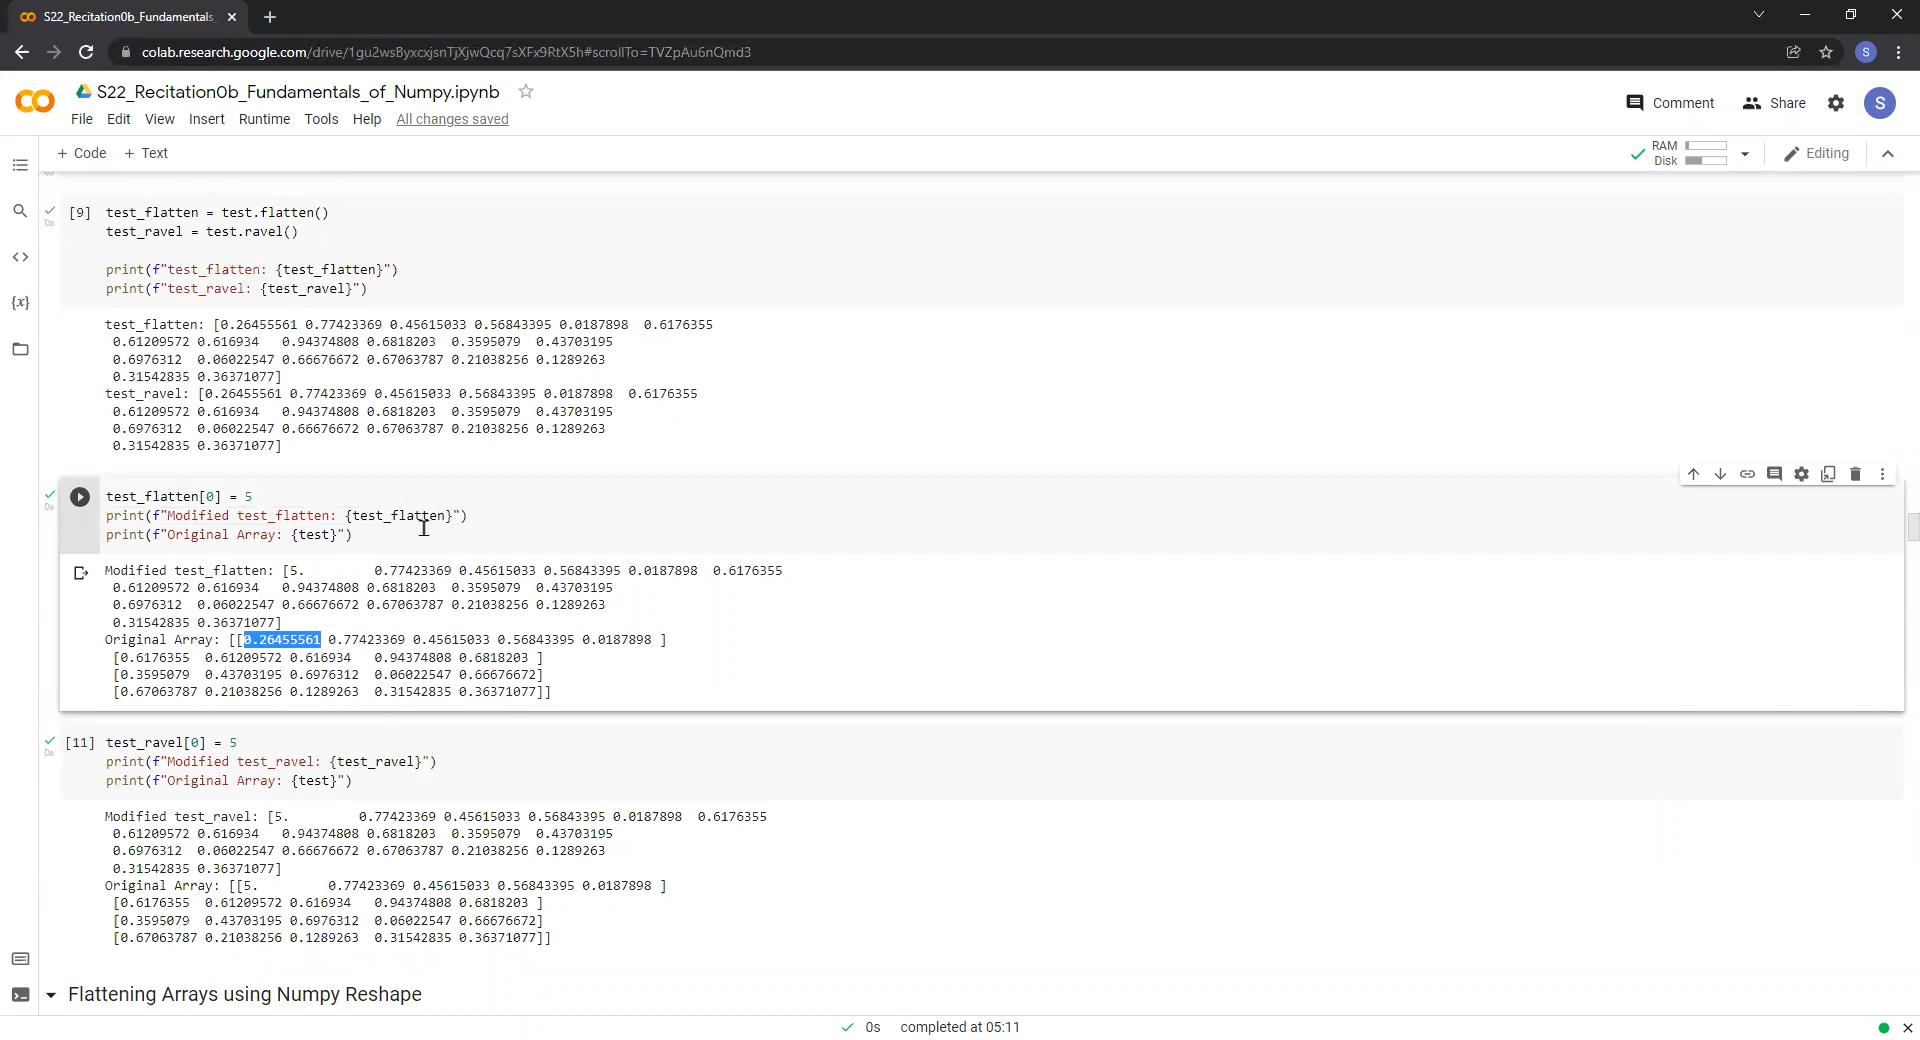 S22_Recitation0b_Fundamentals_
colab.research.google.com/drive/1gu2wsByxcxjsnTjXjwQcq7sXFx9RtX5h#scrollTo=TVZpAu6nQmd3
S
S22_Recitation0b_Fundamentals_of_Numpy.ipynb
Comment
Share
S
File Edit View Insert Runtime Tools Help All changes saved
+ Code + Text
RAM
Disk
Editing
[9] test_flatten = test.flatten()
0s
test_ravel = test.ravel()
print(f"test_flatten: {test_flatten}")
print(f"test_ravel: {test_ravel}")
{x}
test_flatten: [0.26455561 0.77423369 0.45615033 0.56843395 0.0187898  0.6176355
0.61209572 0.616934   0.94374808 0.6818203  0.3595079  0.43703195
0.6976312  0.06022547 0.66676672 0.67063787 0.21038256 0.1289263
0.31542835 0.36371077]
test_ravel: [0.26455561 0.77423369 0.45615033 0.56843395 0.0187898  0.6176355
0.61209572 0.616934   0.94374808 0.6818203  0.3595079  0.43703195
0.6976312  0.06022547 0.66676672 0.67063787 0.21038256 0.1289263
0.31542835 0.36371077]
test_flatten[0] = 5
0s
print(f"Modified test_flatten: {test_flatten}")
print(f"Original Array: {test}")
Modified test_flatten: [5.         0.77423369 0.45615033 0.56843395 0.0187898  0.6176355
0.61209572 0.616934   0.94374808 0.6818203  0.3595079  0.43703195
0.6976312  0.06022547 0.66676672 0.67063787 0.21038256 0.1289263
0.31542835 0.36371077]
Original Array: [[0.26455561 0.77423369 0.45615033 0.56843395 0.0187898 ]
[0.6176355  0.61209572 0.616934   0.94374808 0.6818203 ]
[0.3595079  0.43703195 0.6976312  0.06022547 0.66676672]
[0.67063787 0.21038256 0.1289263  0.31542835 0.36371077]]
[11] test_ravel[0] = 5
0s
print(f"Modified test_ravel: {test_ravel}")
print(f"Original Array: {test}")
Modified test_ravel: [5.         0.77423369 0.45615033 0.56843395 0.0187898  0.6176355
0.61209572 0.616934   0.94374808 0.6818203  0.3595079  0.43703195
0.6976312  0.06022547 0.66676672 0.67063787 0.21038256 0.1289263
0.31542835 0.36371077]
Original Array: [[5.         0.77423369 0.45615033 0.56843395 0.0187898 ]
[0.6176355  0.61209572 0.616934   0.94374808 0.6818203 ]
[0.3595079  0.43703195 0.6976312  0.06022547 0.66676672]
[0.67063787 0.21038256 0.1289263  0.31542835 0.36371077]]
Flattening Arrays using Numpy Reshape
0s completed at 05:11